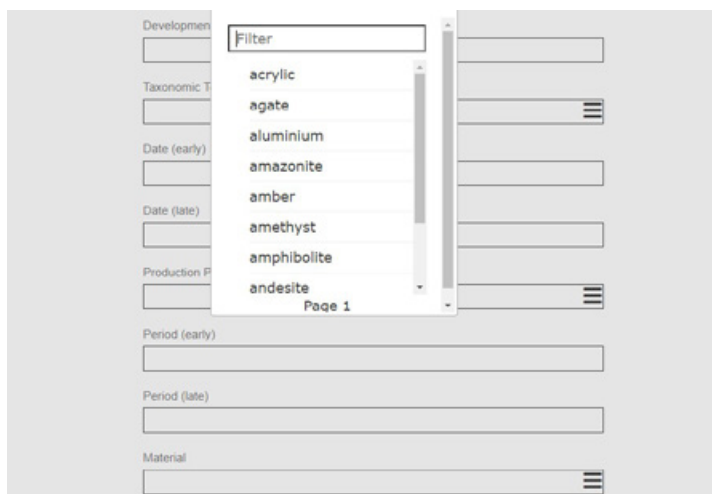 Developmen
Filter
acrylic
Taxonomic T
agate
aluminium
Date (early)
amazonite
amber
Date (late)
amethyst
amphibolite
Production P
andesite
Page 1
Period (early)
Period (late)
Material